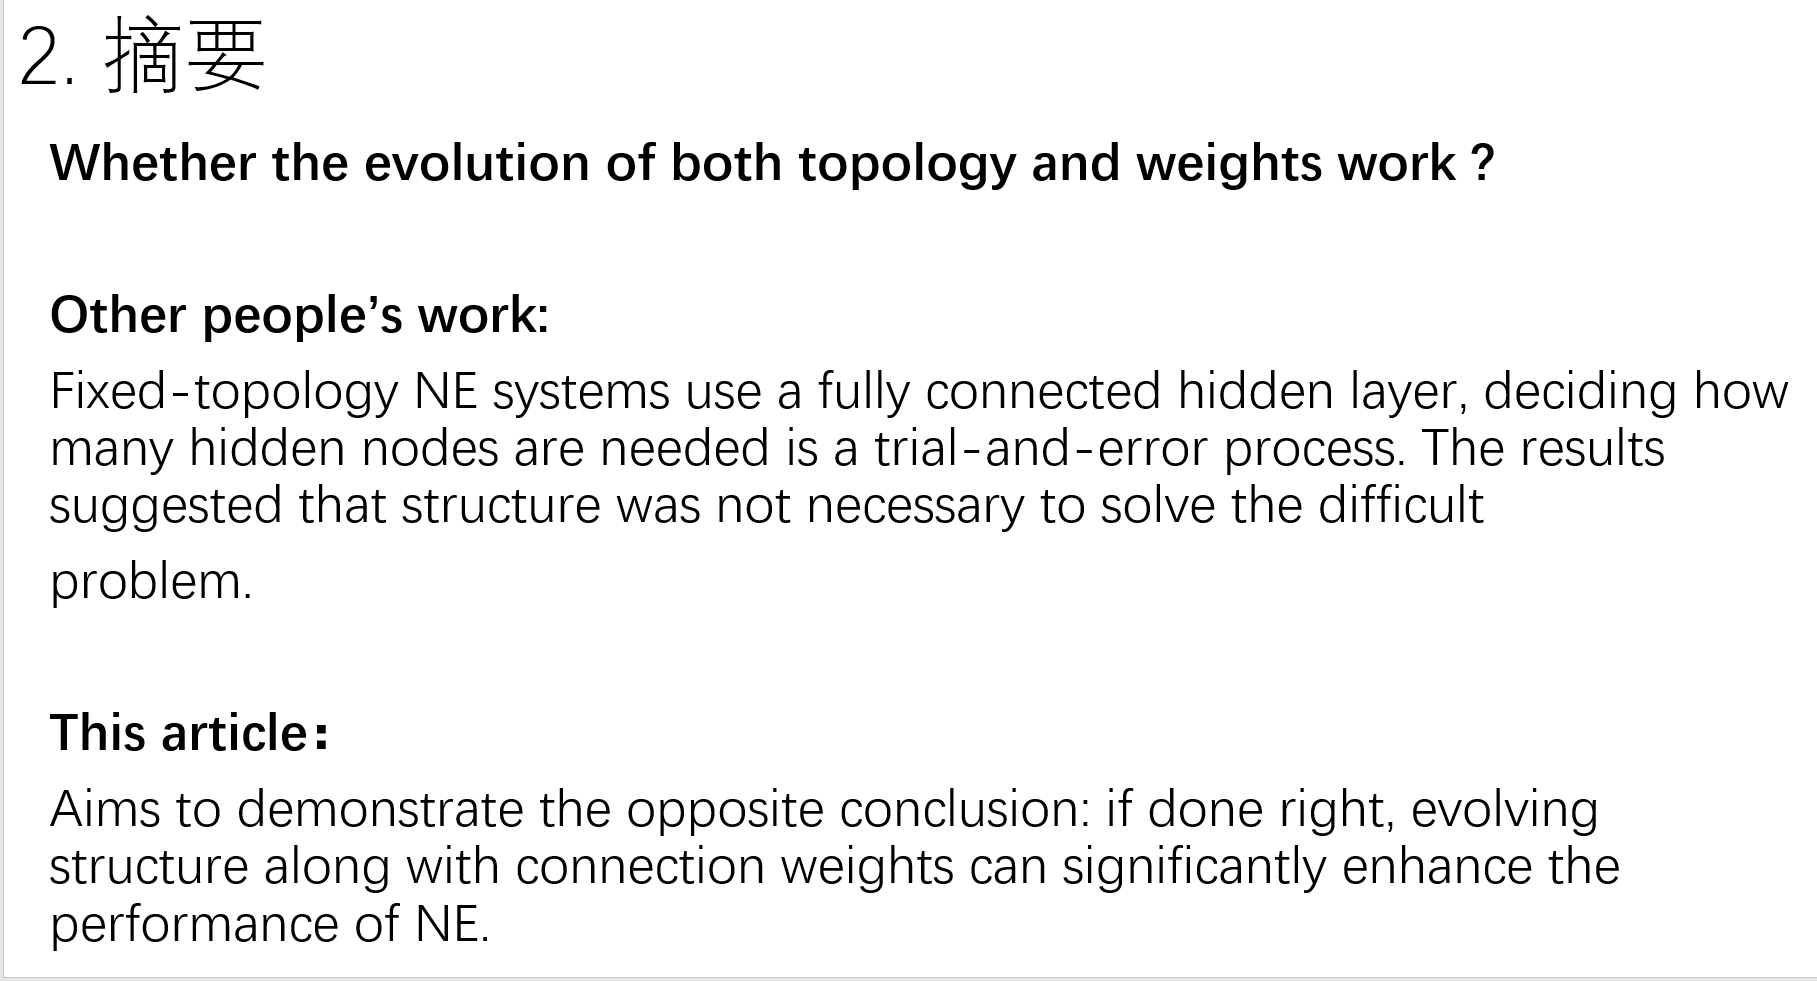 2. 摘要
Whether the evolution of both topology and weights work ?
Other people’s work:
Fixed-topology NE systems use a fully connected hidden layer, deciding how
many hidden nodes are needed is a trial-and-error process. The results
suggested that structure was not necessary to solve the difficult
problem.
This article：
Aims to demonstrate the opposite conclusion: if done right, evolving
structure along with connection weights can significantly enhance the
performance of NE.